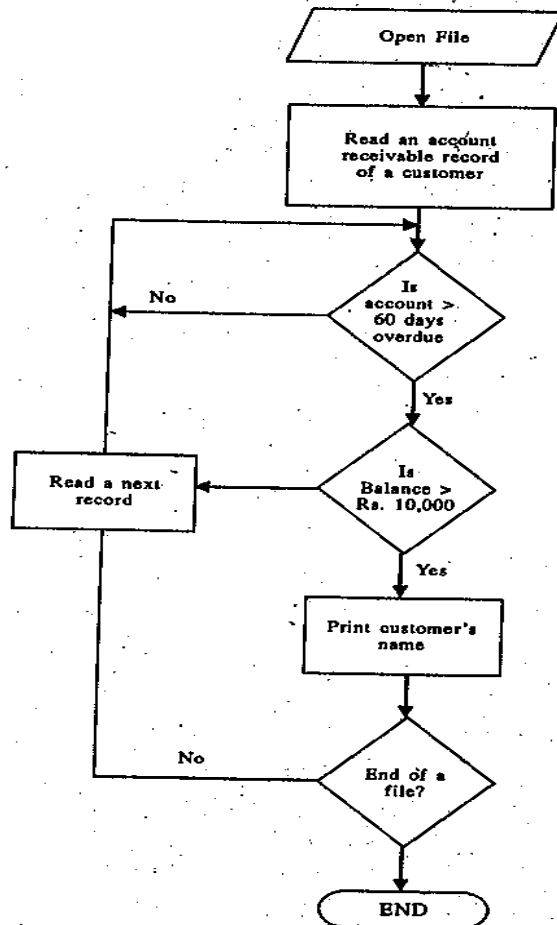 Open File
Read an account
receivable record
of a customer
Is
account >
60 days
overdue
No
Yes
Is
Balance >
Rs. 10,000
Read a next
record
Yes
Print customer's
name
End of a
file?
No
END